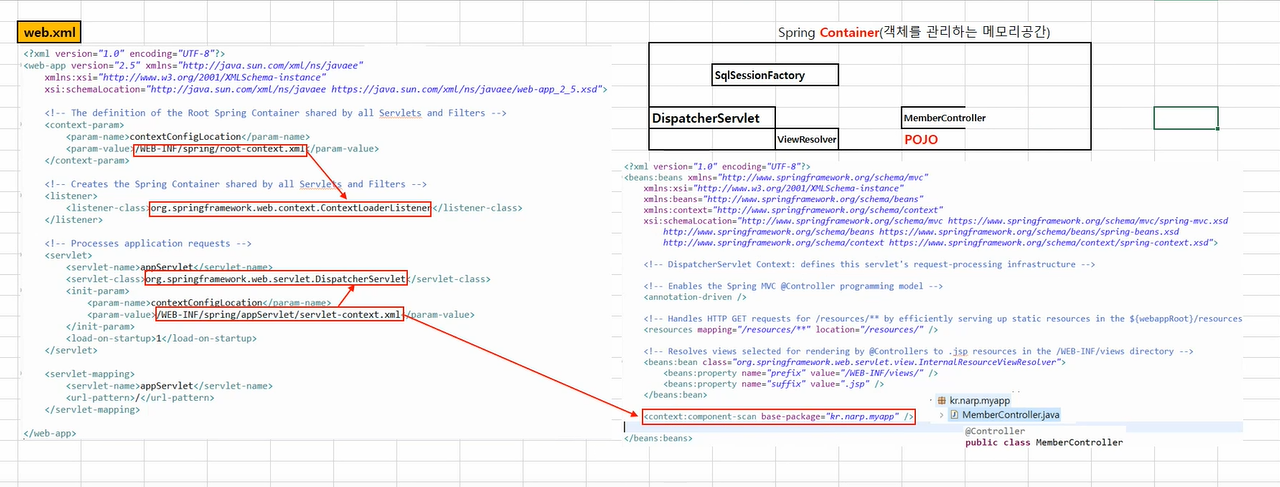 web.xml
<?xml version="1.0" encoding="UTF-8"?>
<web-app version="2.5" xmlns="http://java.sun.com/xml/ns/javaee"
xmlns:xsi="http://www.w3.org/2001/XMLSchema-instance"
xsi:schemaLocation="http://java.sun.com/xml/ns/javaee https://java.sun.com/xml/ns/javaee/web-app_2_5.xsd">
<!-- The definition of the Root Spring Container shared by all Servlets and Filters -->
<context-param>
<param-name>contextConfigLocation</param-name>
<param-value>/WEB-INF/spring/root-context.xml</param-value>
</context-param>
<!-- Creates the Spring Container shared by all Servlets and Filters -->
<listener>
<listener-class>org.springframework.web.context.ContextLoaderListener</listener-class>
</listener>
<!-- Processes application requests -->
<servlet>
<servlet-name>appServlet</servlet-name>
<servlet-class>org.springframework.web.servlet.DispatcherServlet</servlet-class>
<init-param>
<param-name>contextConfigLocation</param-name>
<param-value>/WEB-INF/spring/appServlet/servlet-context.xml</param-value>
</init-param>
<load-on-startup>1</load-on-startup>
</servlet>
<servlet-mapping>
<servlet-name>appServlet</servlet-name>
<url-pattern>/</url-pattern>
</servlet-mapping>
</web-app>
Spring Container(객체를 관리하는 메모리공간)
SqlSessionFactory
DispatcherServlet
MemberController
ViewResolver
POJO
<?xml version="1.0" encoding="UTF-8"?>
<beans:beans xmlns="http://www.springframework.org/schema/mvc"
xmlns:xsi="http://www.w3.org/2001/XMLSchema-instance"
xmlns:beans="http://www.springframework.org/schema/beans"
xmlns:context="http://www.springframework.org/schema/context"
xsi:schemaLocation="http://www.springframework.org/schema/mvc https://www.springframework.org/schema/mvc/spring-mvc.xsd
http://www.springframework.org/schema/beans https://www.springframework.org/schema/beans/spring-beans.xsd
http://www.springframework.org/schema/context https://www.springframework.org/schema/context/spring-context.xsd">
<!-- DispatcherServlet Context: defines this servlet's request-processing infrastructure -->
<!-- Enables the Spring MVC @Controller programming model -->
<annotation-driven />
<!-- Handles HTTP GET requests for /resources/** by efficiently serving up static resources in the ${webappRoot}/resources
<resources mapping="/resources/**" location="/resources/" />
<!-- Resolves views selected for rendering by @Controllers to .jsp resources in the /WEB-INF/views directory -->
<beans:bean class="org.springframework.web.servlet.view.InternalResourceViewResolver">
<beans:property name="prefix" value="/WEB-INF/views/" />
<beans:property name="suffix" value=".jsp" />
</beans:bean>
<context:component-scan base-package="kr.narp.myapp" />
</beans:beans>
kr.narp.myapp
MemberController.java
@Controller
public class MemberController